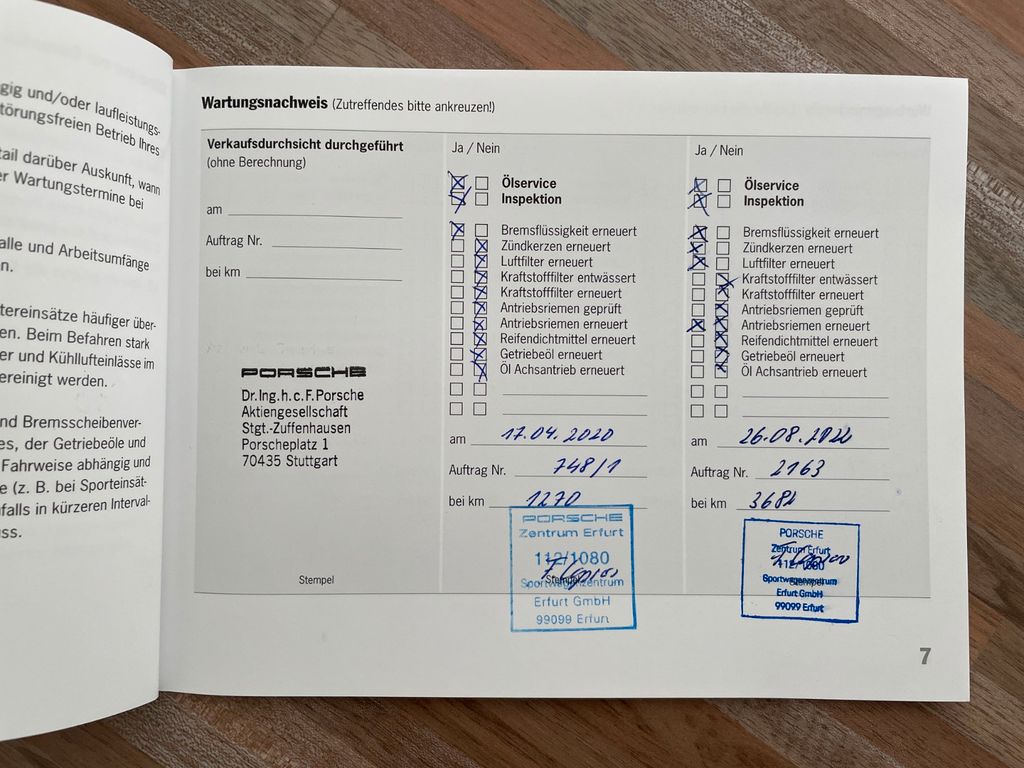 gig und/oder laufleistungs-
törungsfreien Betrieb Ihres
tail darüber Auskunft, wann
er Wartungstermine bei
alle und Arbeitsumfänge
n.
tereinsätze häufiger über-
en. Beim Befahren stark
er und Kühllufteinlässe im
ereinigt werden.
nd Bremsscheibenver-
es, der Getriebeöle und
Fahrweise abhängig und
e (z. B. bei Sporteinsät-
nfalls in kürzeren Interval-
uss.
Wartungsnachweis (Zutreffendes bitte ankreuzen!)
Verkaufsdurchsicht durchgeführt
(ohne Berechnung)
am
Auftrag Nr.
bei km
PORSCHE
Dr.Ing.h.c.F.Porsche
Aktiengesellschaft
Stgt.-Zuffenhausen
Porscheplatz 1
70435 Stuttgart
Stempel
Ja / Nein
Ölservice
Inspektion
Bremsflüssigkeit erneuert
Zündkerzen erneuert
Luftfilter erneuert
Kraftstofffilter entwässert
Kraftstofffilter erneuert
Antriebsriemen geprüft
Antriebsriemen erneuert
Reifendichtmittel erneuert
Getriebeöl erneuert
Öl Achsantrieb erneuert
am 17.04.2020
Auftrag Nr. 748/1
bei km 1270
PORSCHE
Zentrum Erfurt
112/1080
Stempel
Sportwagenzentrum
Erfurt GmbH
99099 Erfurt
Ja / Nein
Ölservice
Inspektion
Bremsflüssigkeit erneuert
Zündkerzen erneuert
Luftfilter erneuert
Kraftstofffilter entwässert
Kraftstofffilter erneuert
Antriebsriemen geprüft
Antriebsriemen erneuert
Reifendichtmittel erneuert
Getriebeöl erneuert
Öl Achsantrieb erneuert
am 26.08.2022
Auftrag Nr. 2163
bei km
PORSCHE
Zentrum Erfurt
112/1080
Sportwagenzentrum
Stempel
Erfurt GmbH
99099 Erfurt
7